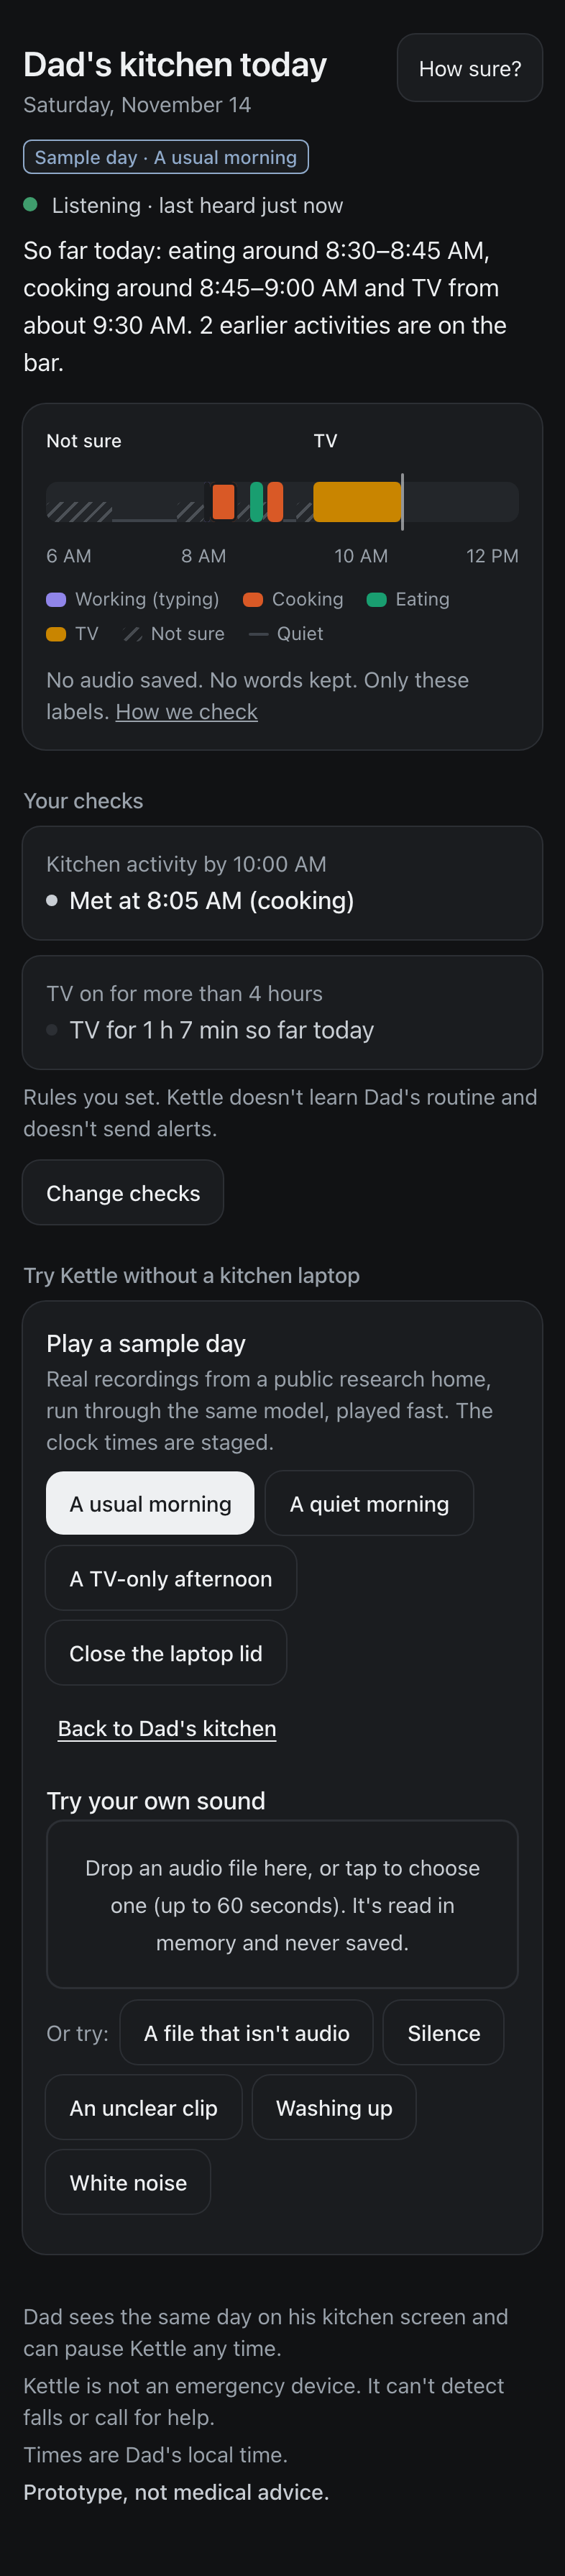 Dad's kitchen today
How sure?
Saturday, November 14
Sample day · A usual morning
Listening · last heard just now
So far today: eating around 8:30–8:45 AM,
cooking around 8:45–9:00 AM and TV from
about 9:30 AM. 2 earlier activities are on the
bar.
Not sure
TV
6 AM
8 AM
10 AM
12 PM
Working (typing)
Cooking
Eating
TV
Not sure
Quiet
No audio saved. No words kept. Only these
labels. How we check
Your checks
Kitchen activity by 10:00 AM
Met at 8:05 AM (cooking)
TV on for more than 4 hours
TV for 1 h 7 min so far today
Rules you set. Kettle doesn't learn Dad's routine and
doesn't send alerts.
Change checks
Try Kettle without a kitchen laptop
Play a sample day
Real recordings from a public research home,
run through the same model, played fast. The
clock times are staged.
A usual morning
A quiet morning
A TV-only afternoon
Close the laptop lid
Back to Dad's kitchen
Try your own sound
Drop an audio file here, or tap to choose
one (up to 60 seconds). It's read in
memory and never saved.
Or try:
A file that isn't audio
Silence
An unclear clip
Washing up
White noise
Dad sees the same day on his kitchen screen and
can pause Kettle any time.
Kettle is not an emergency device. It can't detect
falls or call for help.
Times are Dad's local time.
Prototype, not medical advice.